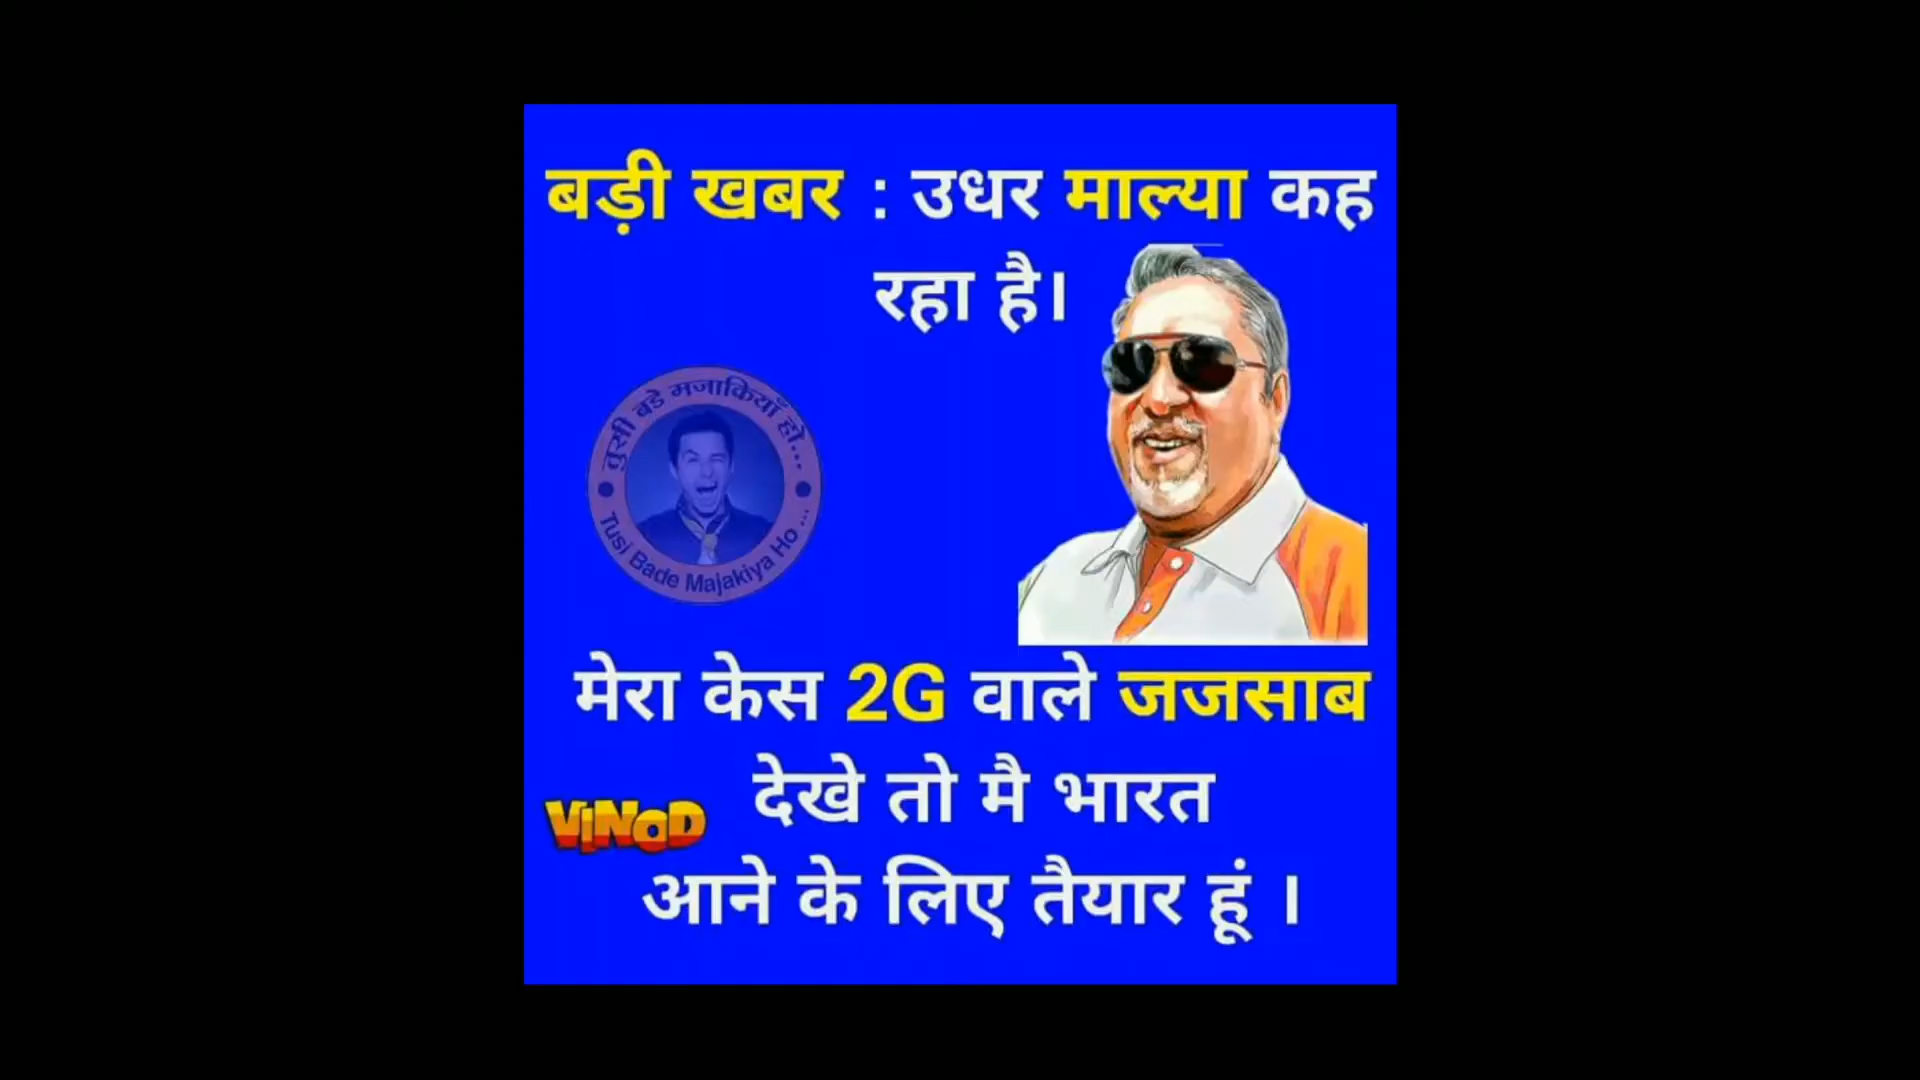 बड़ी खबर : उधर माल्या कह
रहा है।
तुसी बडे मजाकियाँ हो...
Tusi Bade Majakiya Ho ...
मेरा केस 2G वाले जजसाब
देखे तो मै भारत
VINOD
आने के लिए तैयार हूं ।